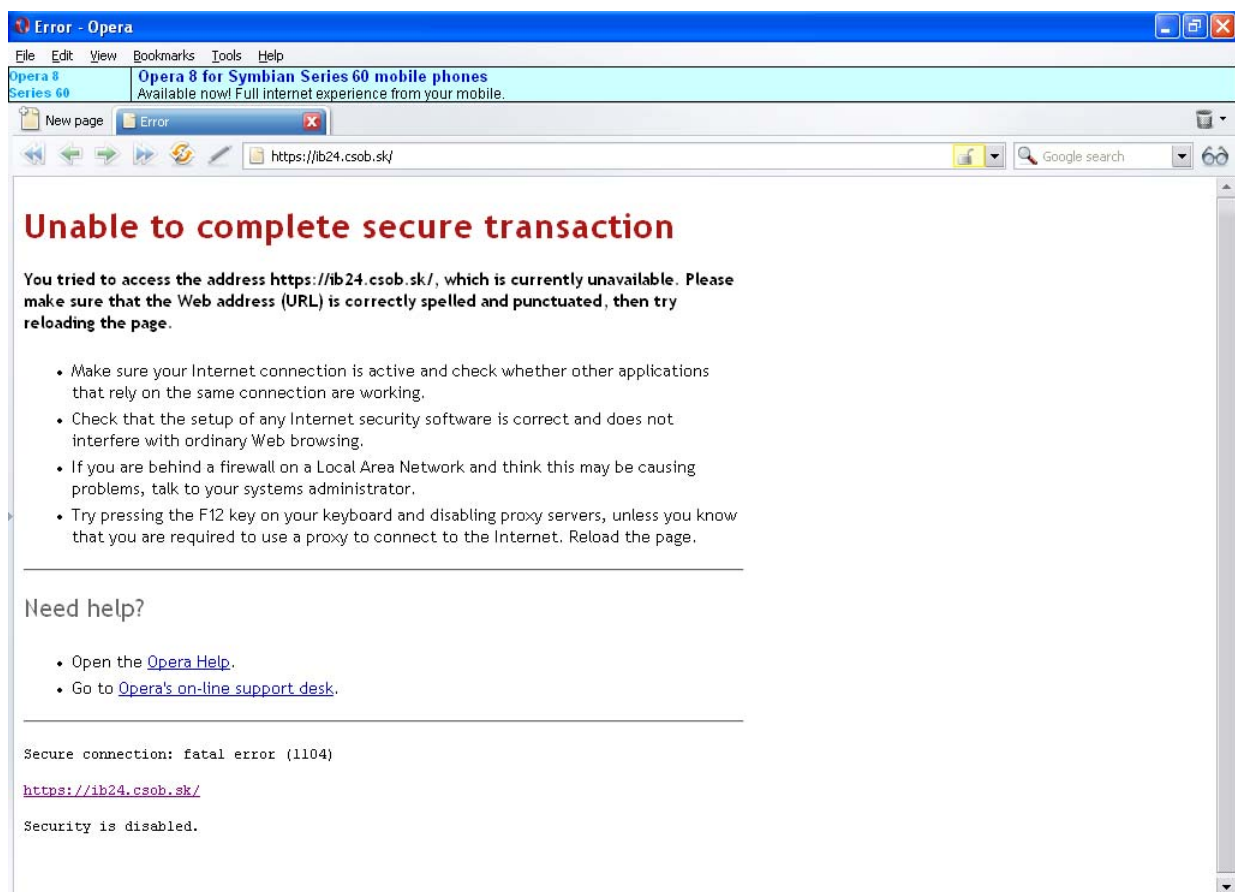 Error - Opera
File Edit View Bookmarks Tools Help
Opera 8
Series 60
Opera 8 for Symbian Series 60 mobile phones
Available now! Full internet experience from your mobile.
New page Error
https://ib24.csob.sk/ Google search
Unable to complete secure transaction
You tried to access the address https://ib24.csob.sk/, which is currently unavailable. Please
make sure that the Web address (URL) is correctly spelled and punctuated, then try
reloading the page.
• Make sure your Internet connection is active and check whether other applications
that rely on the same connection are working.
• Check that the setup of any Internet security software is correct and does not
interfere with ordinary Web browsing.
• If you are behind a firewall on a Local Area Network and think this may be causing
problems, talk to your systems administrator.
• Try pressing the F12 key on your keyboard and disabling proxy servers, unless you know
that you are required to use a proxy to connect to the Internet. Reload the page.
Need help?
• Open the Opera Help.
• Go to Opera's on-line support desk.
Secure connection: fatal error (1104)
https://ib24.csob.sk/
Security is disabled.